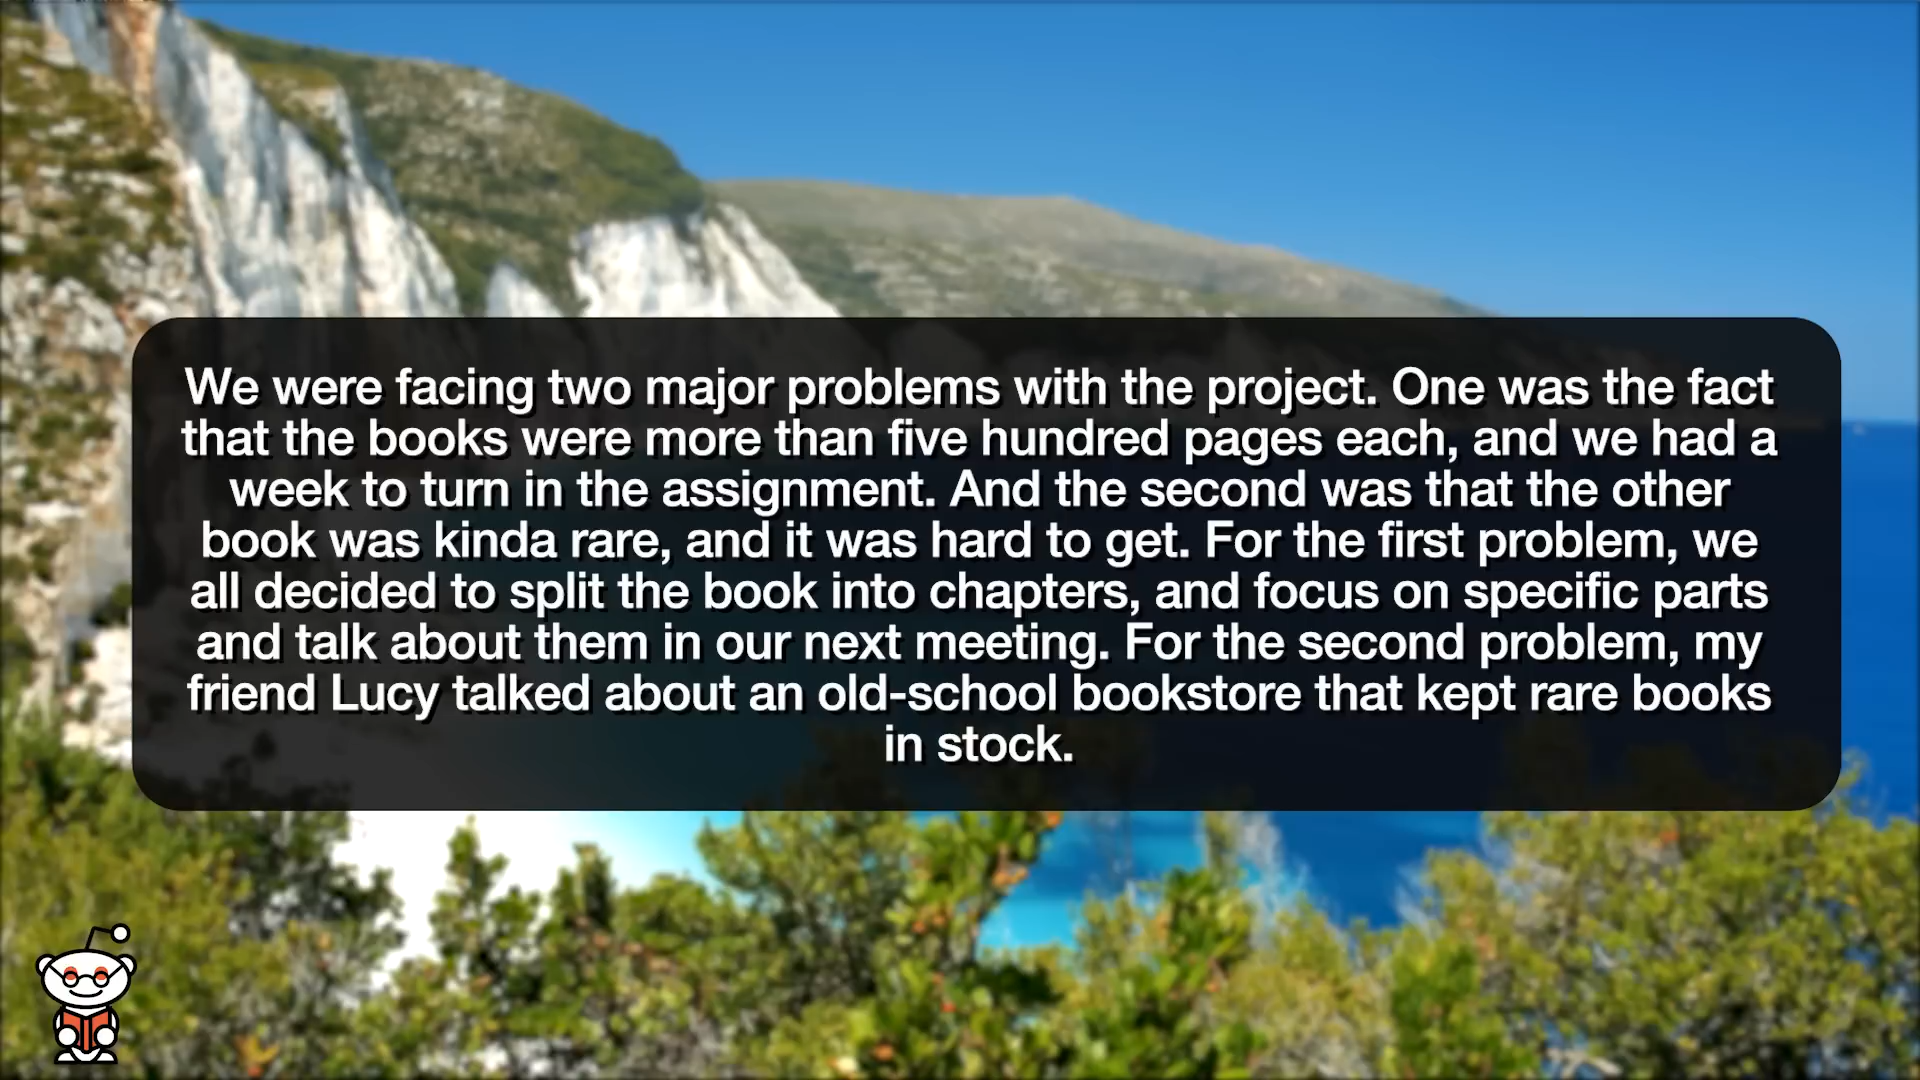 We were facing two major problems with the project. One was the fact
that the books were more than five hundred pages each, and we had a
week to turn in the assignment. And the second was that the other
book was kinda rare, and it was hard to get. For the first problem, we
all decided to split the book into chapters, and focus on specific parts
and talk about them in our next meeting. For the second problem, my
friend Lucy talked about an old-school bookstore that kept rare books
in stock.